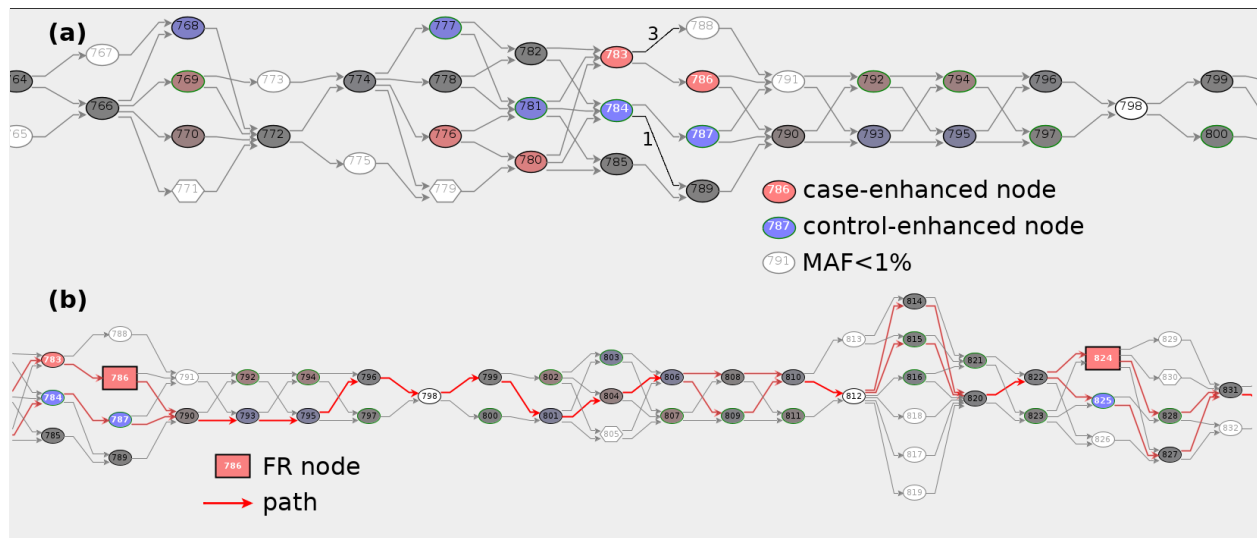 (a)
768 777 3 788
767 782 783
764 769 773 774 778 786 791 792 794 796 799
766 781 784 798
765 770 772 776 1 787 790 793 795 797 800
775 780 785
771 779 789
786 case-enhanced node
787 control-enhanced node
791 MAF<1%
(b)
814
788 813 815 821 829
783 803 824
786 791 792 794 796 799 802 806 808 810 816 822 830
784 798 804 812 820 825 831
787 790 793 795 797 800 801 807 809 811 818 823 828
785 805 826 832
789 817 827
786 FR node
819
path